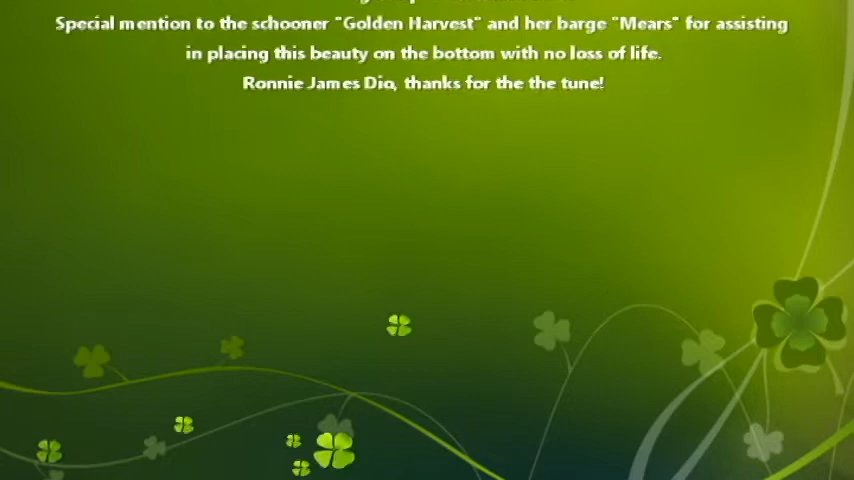 Special mention to the schooner "Golden Harvest" and her barge "Mears" for assisting
in placing this beauty on the bottom with no loss of life.
Ronnie James Dio, thanks for the the tune!